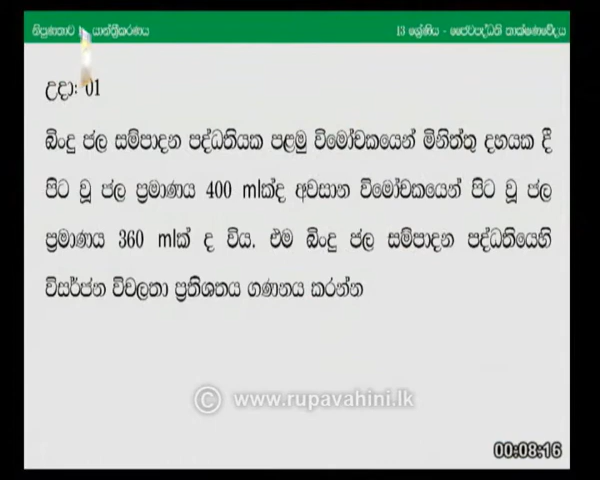 නිපුණතාව යාන්ත්‍රීකරණය 13 ශ්‍රේණිය - ජෛවපද්ධති තාක්ෂණවේදය
උදා: 01
බිංදු ජල සම්පාදන පද්ධතියක පළමු විමෝචකයෙන් මිනිත්තු දහයක දී
පිට වූ ජල ප්‍රමාණය 400 mlක්ද අවසාන විමෝචකයෙන් පිට වූ ජල
ප්‍රමාණය 360 mlක් ද විය. එම බිංදු ජල සම්පාදන පද්ධතියෙහි
විසර්ජන විචලතා ප්‍රතිශතය ගණනය කරන්න
© www.rupavahini.lk
00:08:16